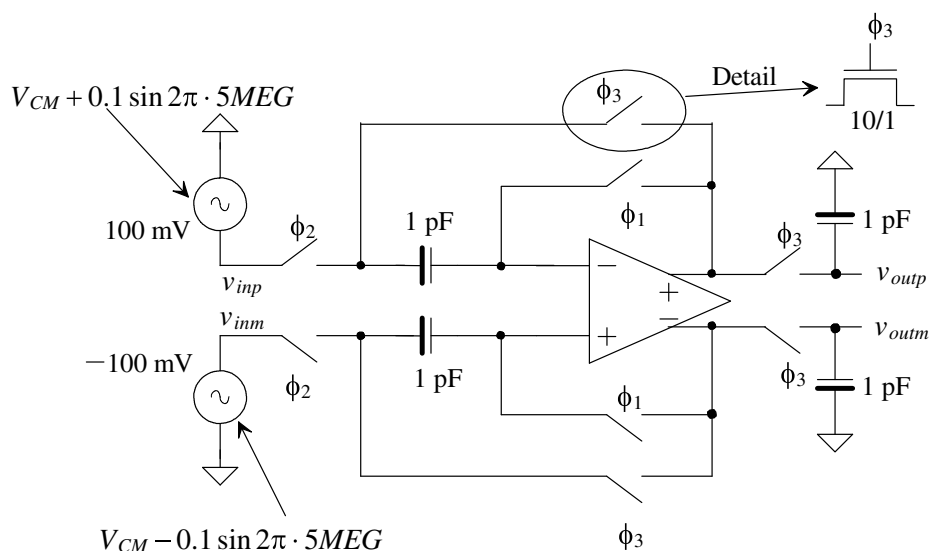 ϕ3
Detail
V_CM + 0.1 sin 2π · 5MEG
ϕ3
10/1
ϕ1
100 mV
ϕ2
1 pF
ϕ3
1 pF
−
v_inp
+
v_outp
v_inm
−
v_outm
+
−100 mV
ϕ2
1 pF
ϕ3
1 pF
ϕ1
V_CM − 0.1 sin 2π · 5MEG
ϕ3